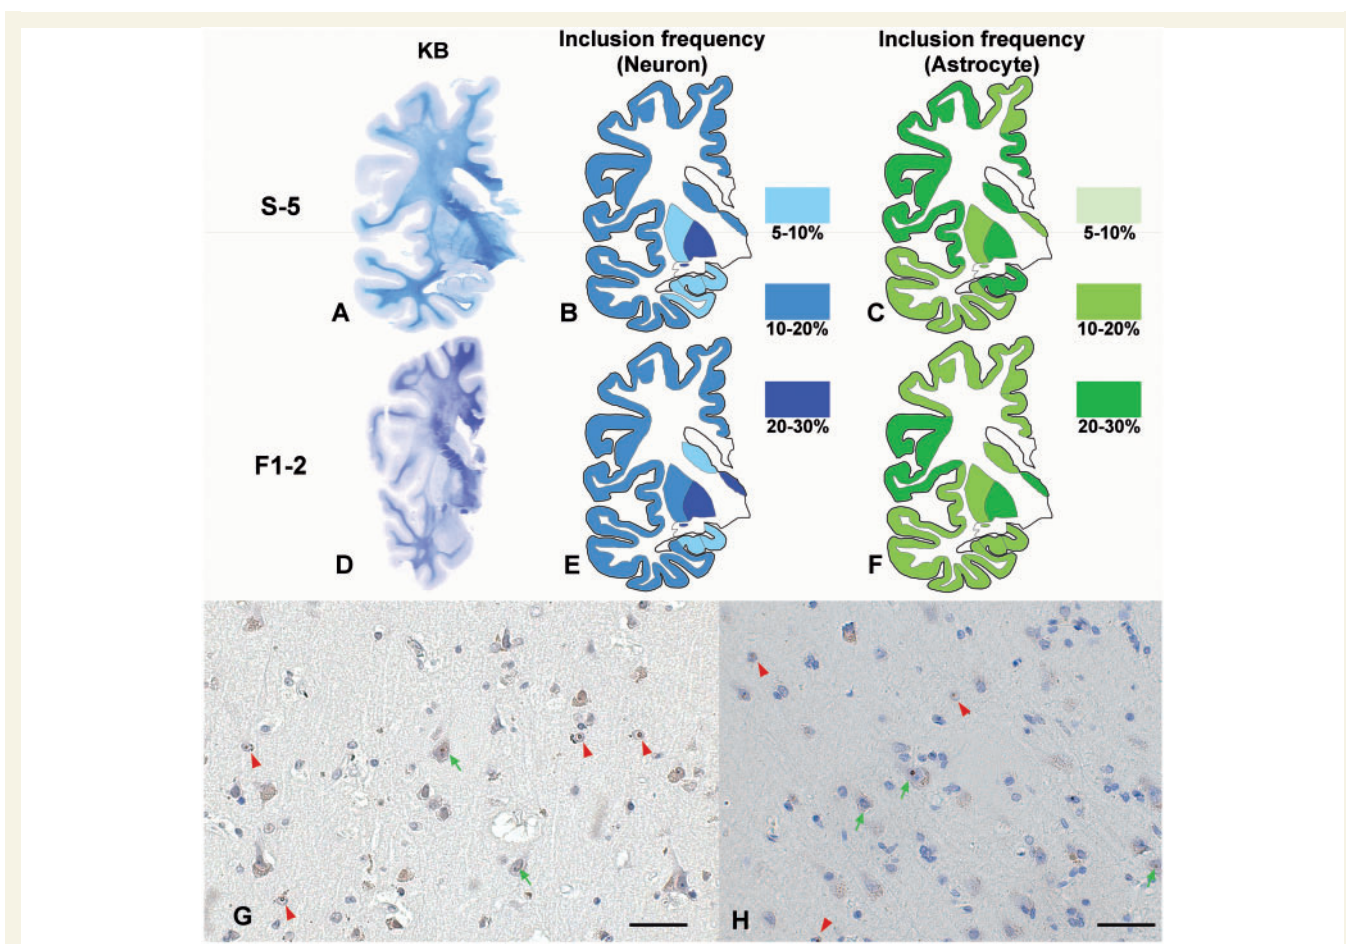 KB
Inclusion frequency
(Neuron)
Inclusion frequency
(Astrocyte)
S-5
5-10%
5-10%
A
B
10-20%
C
10-20%
20-30%
20-30%
F1-2
D
E
F
G
H